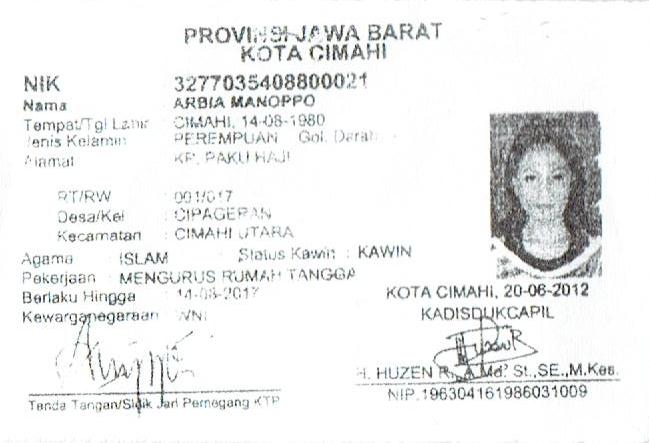 PROVINSI JAWA BARAT
KOTA CIMAHI
NIK 3277035408800021
Nama ARBIA MANOPPO
Tempat/Tgl Lahir : CIMAHI, 14-08-1980
Jenis Kelamin : PEREMPUAN Gol. Darah : -
Alamat : KP. PAKU HAJI
RT/RW : 001/017
Desa/Kel : CIPAGERAN
Kecamatan : CIMAHI UTARA
Agama : ISLAM Status Kawin : KAWIN
Pekerjaan : MENGURUS RUMAH TANGGA
Berlaku Hingga : 14-08-2017
Kewarganegaraan : WNI
Tanda Tangan/Sidik Jari Pemegang KTP
KOTA CIMAHI, 20-06-2012
KADISDUKCAPIL
H. HUZEN Md. St.,SE.,M.Kes.
NIP. 196304161986031009